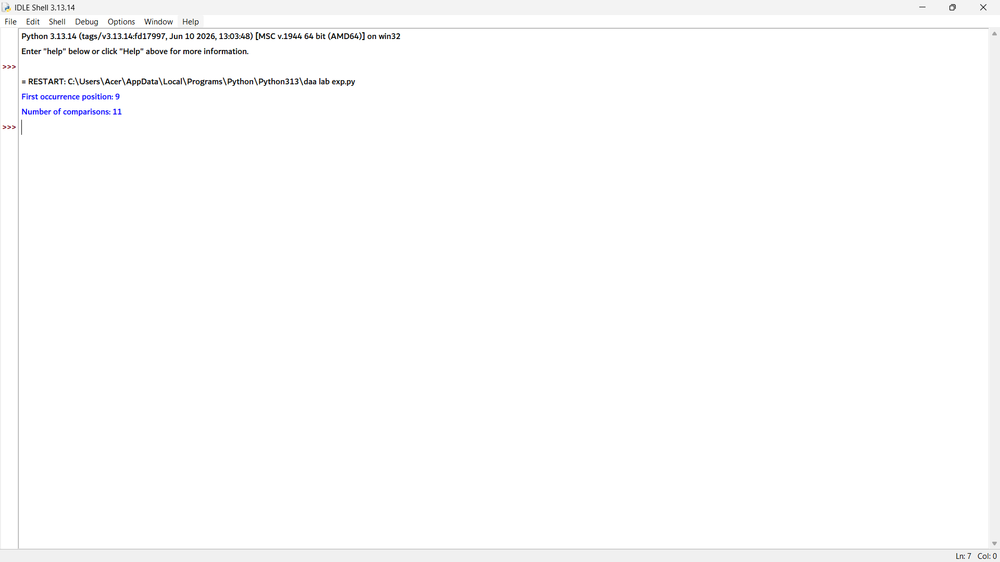 IDLE Shell 3.13.14
File Edit Shell Debug Options Window Help
Python 3.13.14 (tags/v3.13.14:fd17997, Jun 10 2026, 13:03:48) [MSC v.1944 64 bit (AMD64)] on win32
Enter "help" below or click "Help" above for more information.
>>>
= RESTART: C:\Users\Acer\AppData\Local\Programs\Python\Python313\daa lab exp.py
First occurrence position: 9
Number of comparisons: 11
>>>
Ln: 7 Col: 0